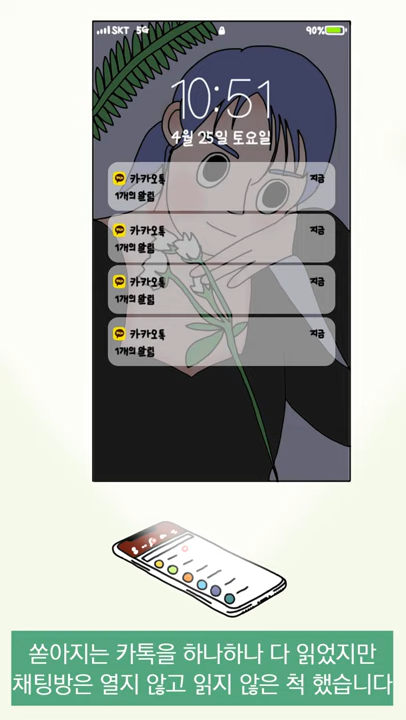 SKT 5G 90%
10:51
4월 25일 토요일
카카오톡 지금
1개의 알림
카카오톡 지금
1개의 알림
카카오톡 지금
1개의 알림
카카오톡 지금
1개의 알림
쏟아지는 카톡을 하나하나 다 읽었지만
채팅방은 열지 않고 읽지 않은 척 했습니다